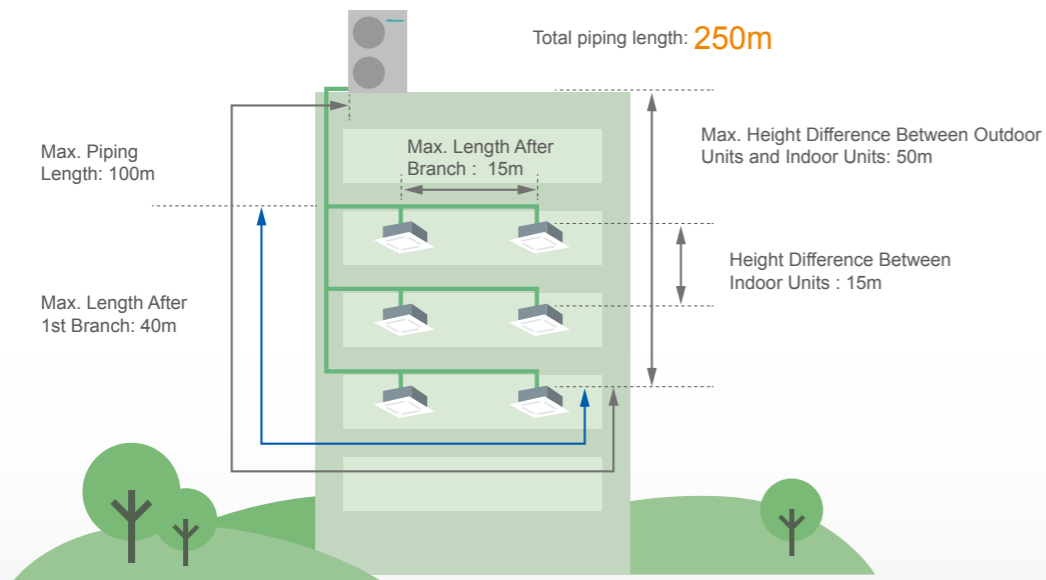 Total piping length: 250m
Max. Piping
Length: 100m
Max. Length After
Branch : 15m
Max. Height Difference Between Outdoor
Units and Indoor Units: 50m
Height Difference Between
Indoor Units : 15m
Max. Length After
1st Branch: 40m